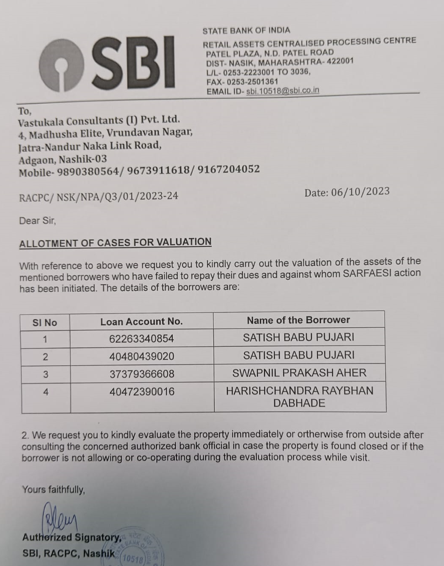 SBI
STATE BANK OF INDIA
RETAIL ASSETS CENTRALISED PROCESSING CENTRE
PATEL PLAZA, N.D. PATEL ROAD
DIST- NASIK, MAHARASHTRA- 422001
L/L- 0253-2223001 TO 3036,
FAX- 0253-2501361
EMAIL ID- sbi.10518@sbi.co.in
To,
Vastukala Consultants (I) Pvt. Ltd.
4, Madhusha Elite, Vrundavan Nagar,
Jatra-Nandur Naka Link Road,
Adgaon, Nashik-03
Mobile- 9890380564/ 9673911618/ 9167204052
RACPC/ NSK/NPA/Q3/01/2023-24 Date: 06/10/2023
Dear Sir,
ALLOTMENT OF CASES FOR VALUATION
With reference to above we request you to kindly carry out the valuation of the assets of the
mentioned borrowers who have failed to repay their dues and against whom SARFAESI action
has been initiated. The details of the borrowers are:
Sl No Loan Account No. Name of the Borrower
1 62263340854 SATISH BABU PUJARI
2 40480439020 SATISH BABU PUJARI
3 37379366608 SWAPNIL PRAKASH AHER
4 40472390016 HARISHCHANDRA RAYBHAN
DABHADE
2. We request you to kindly evaluate the property immediately or ortherwise from outside after
consulting the concerned authorized bank official in case the property is found closed or if the
borrower is not allowing or co-operating during the evaluation process while visit.
Yours faithfully,
Authorized Signatory,
SBI, RACPC, Nashik
10518